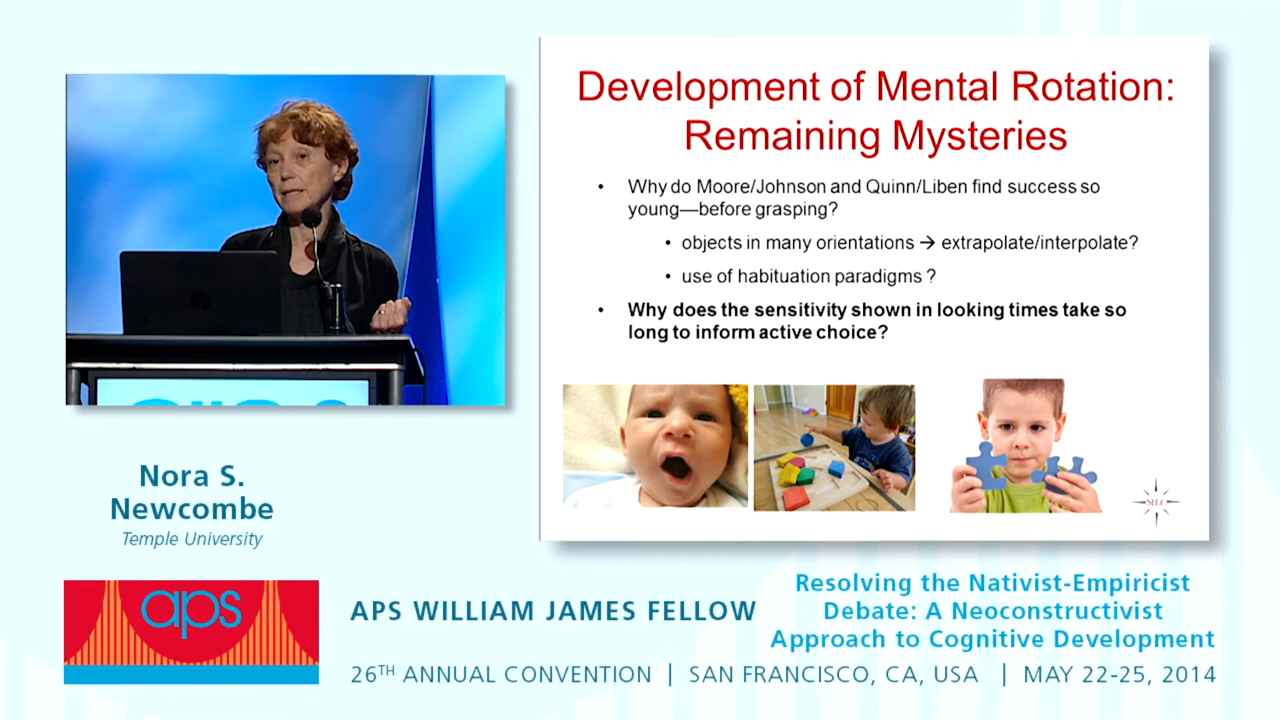 Development of Mental Rotation:
Remaining Mysteries
• Why do Moore/Johnson and Quinn/Liben find success so
young—before grasping?
• objects in many orientations → extrapolate/interpolate?
• use of habituation paradigms ?
• Why does the sensitivity shown in looking times take so
long to inform active choice?
SILC
Nora S.
Newcombe
Temple University
aps
APS WILLIAM JAMES FELLOW
Resolving the Nativist-Empiricist
Debate: A Neoconstructivist
Approach to Cognitive Development
26TH ANNUAL CONVENTION | SAN FRANCISCO, CA, USA | MAY 22-25, 2014